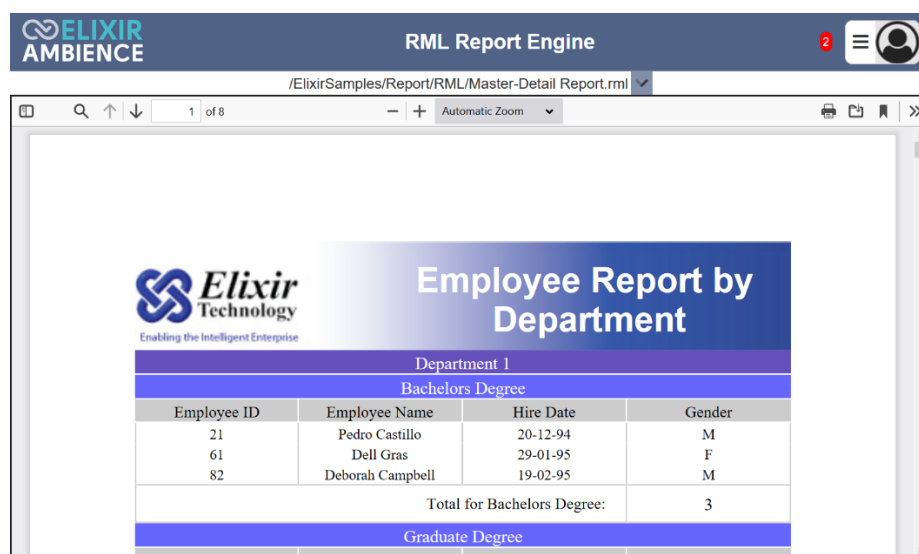 ELIXIR
AMBIENCE
RML Report Engine
2
/ElixirSamples/Report/RML/Master-Detail Report.rml
1 of 8
Automatic Zoom
Elixir
Technology
Enabling the Intelligent Enterprise
Employee Report by
Department
Department 1
Bachelors Degree
Employee ID Employee Name Hire Date Gender
21 Pedro Castillo 20-12-94 M
61 Dell Gras 29-01-95 F
82 Deborah Campbell 19-02-95 M
Total for Bachelors Degree: 3
Graduate Degree